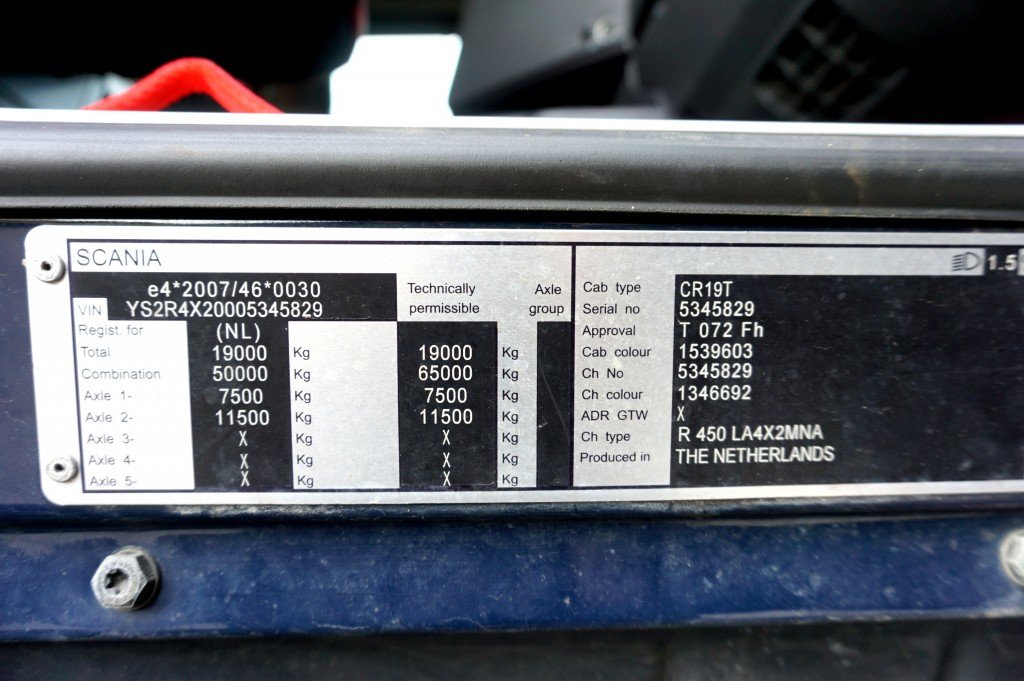 SCANIA
e4*2007/46*0030
VIN YS2R4X20005345829
Technically permissible
Axle group
Regist. for (NL)
Total 19000 Kg 19000 Kg
Combination 50000 Kg 65000 Kg
Axle 1- 7500 Kg 7500 Kg
Axle 2- 11500 Kg 11500 Kg
Axle 3- X Kg X Kg
Axle 4- X Kg X Kg
Axle 5- X Kg X Kg
1.5
Cab type CR19T
Serial no 5345829
Approval T 072 Fh
Cab colour 1539603
Ch No 5345829
Ch colour 1346692
ADR GTW X
Ch type R 450 LA4X2MNA
Produced in THE NETHERLANDS